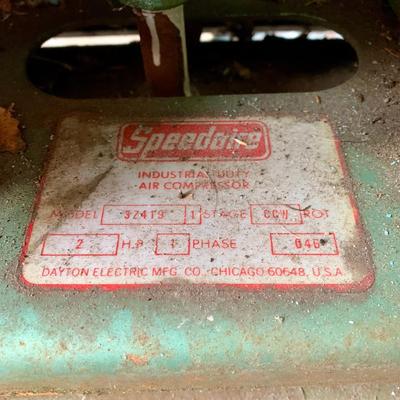 Speedaire
INDUSTRIAL DUTY
AIR COMPRESSOR
MODEL 3Z419 1 STAGE CCW ROT
2 H.P. 1 PHASE 046
DAYTON ELECTRIC MFG. CO. CHICAGO 60648, U.S.A.